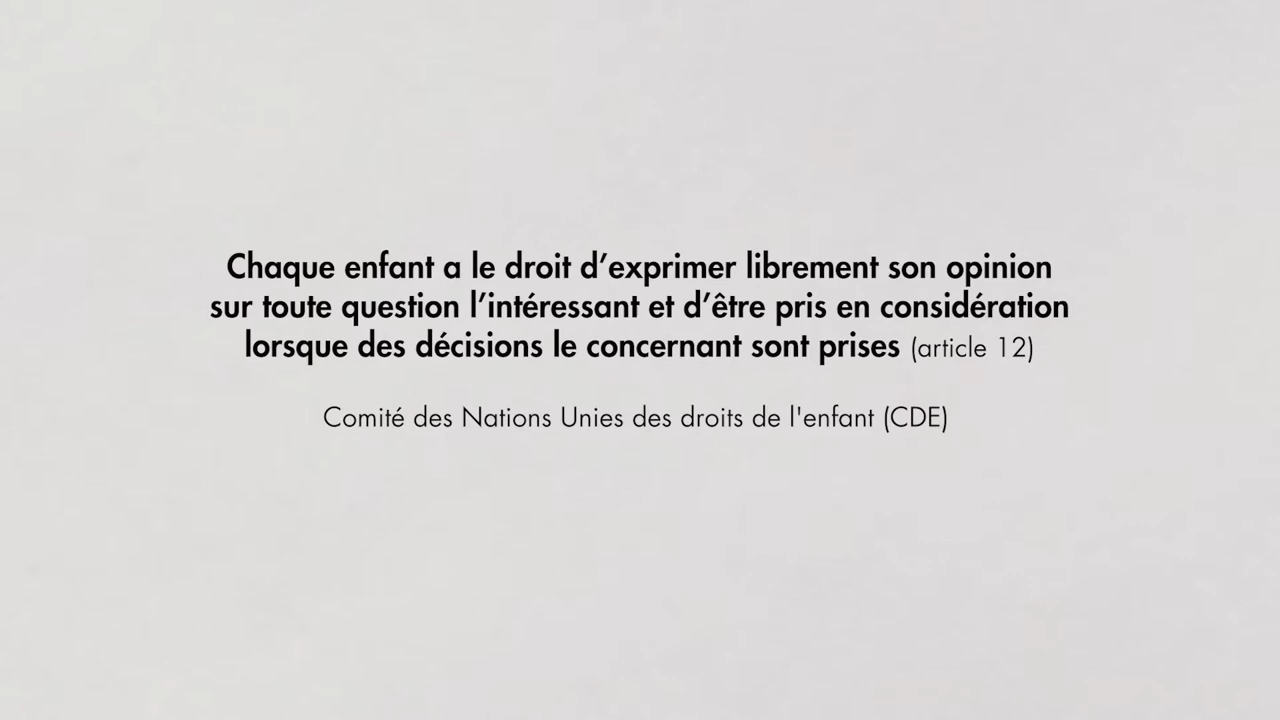 Chaque enfant a le droit d’exprimer librement son opinion
sur toute question l’intéressant et d’être pris en considération
lorsque des décisions le concernant sont prises (article 12)
Comité des Nations Unies des droits de l'enfant (CDE)